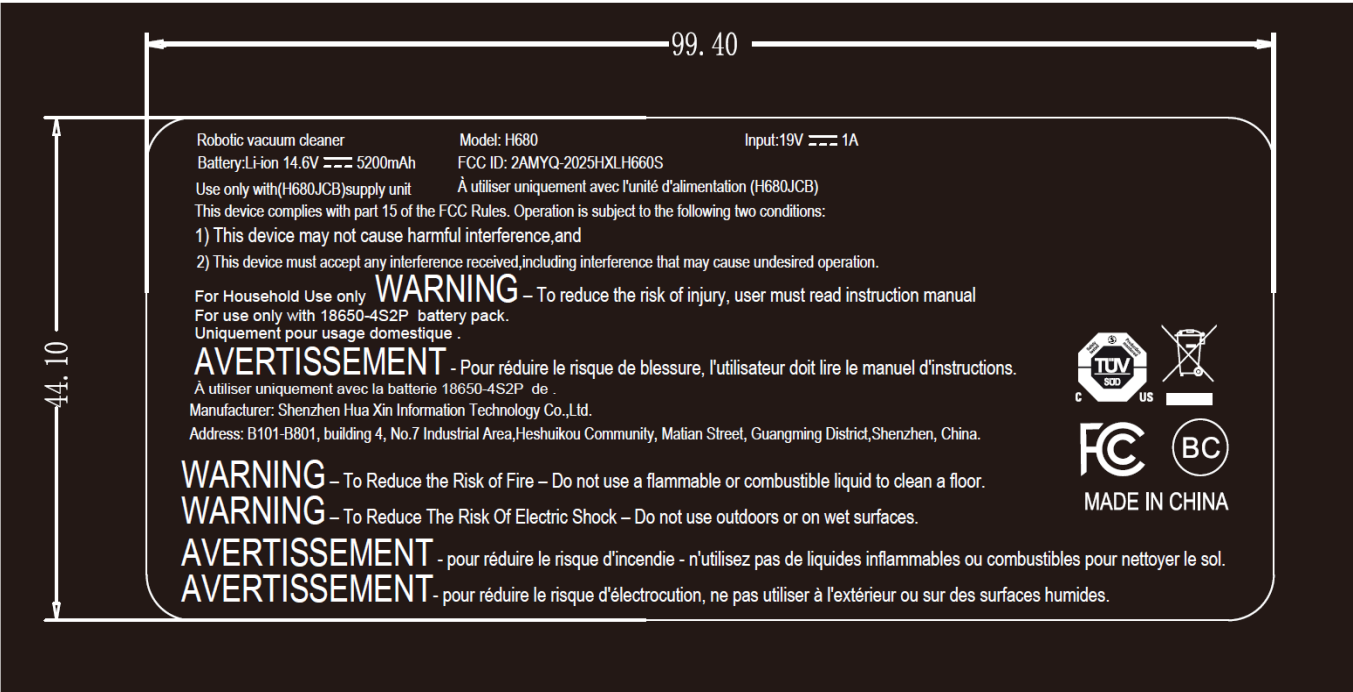 99.40
44.10
Robotic vacuum cleaner Model: H680 Input:19V 1A
Battery:Li-ion 14.6V 5200mAh FCC ID: 2AMYQ-2025HXLH660S
Use only with(H680JCB)supply unit À utiliser uniquement avec l'unité d'alimentation (H680JCB)
This device complies with part 15 of the FCC Rules. Operation is subject to the following two conditions:
1) This device may not cause harmful interference,and
2) This device must accept any interference received,including interference that may cause undesired operation.
For Household Use only WARNING – To reduce the risk of injury, user must read instruction manual
For use only with 18650-4S2P battery pack.
Uniquement pour usage domestique .
AVERTISSEMENT - Pour réduire le risque de blessure, l'utilisateur doit lire le manuel d'instructions.
À utiliser uniquement avec la batterie 18650-4S2P de .
Manufacturer: Shenzhen Hua Xin Information Technology Co.,Ltd.
Address: B101-B801, building 4, No.7 Industrial Area,Heshuikou Community, Matian Street, Guangming District,Shenzhen, China.
WARNING – To Reduce the Risk of Fire – Do not use a flammable or combustible liquid to clean a floor.
WARNING – To Reduce The Risk Of Electric Shock – Do not use outdoors or on wet surfaces.
AVERTISSEMENT - pour réduire le risque d'incendie - n'utilisez pas de liquides inflammables ou combustibles pour nettoyer le sol.
AVERTISSEMENT- pour réduire le risque d'électrocution, ne pas utiliser à l'extérieur ou sur des surfaces humides.
TÜV
SÜD
C US
FC BC
MADE IN CHINA